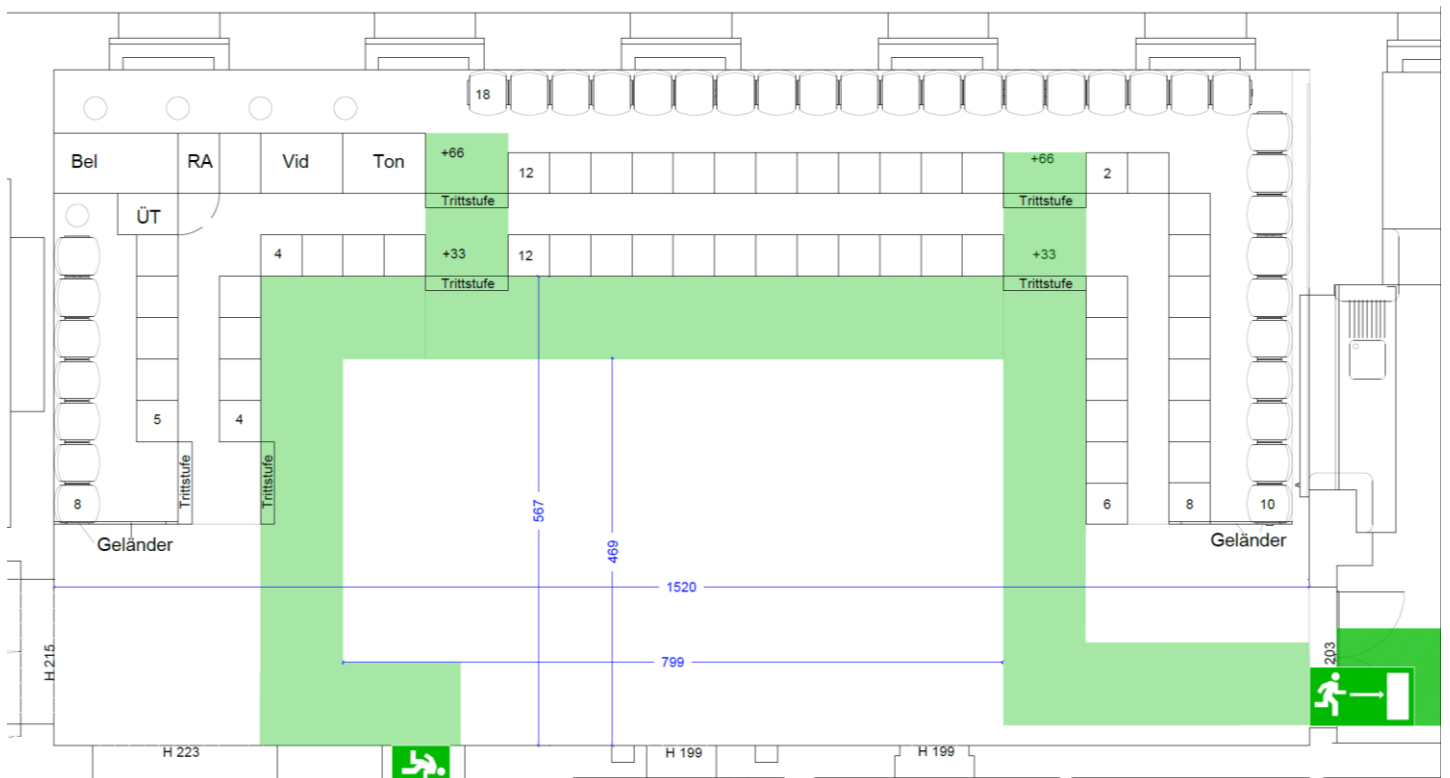 18
Bel
RA
Vid
Ton
+66
12
+66
2
Trittstufe
Trittstufe
ÜT
4
+33
12
+33
Trittstufe
Trittstufe
5
4
Trittstufe
Trittstufe
8
6
8
10
Geländer
Geländer
567
469
1520
799
H 215
203
H 223
H 199
H 199